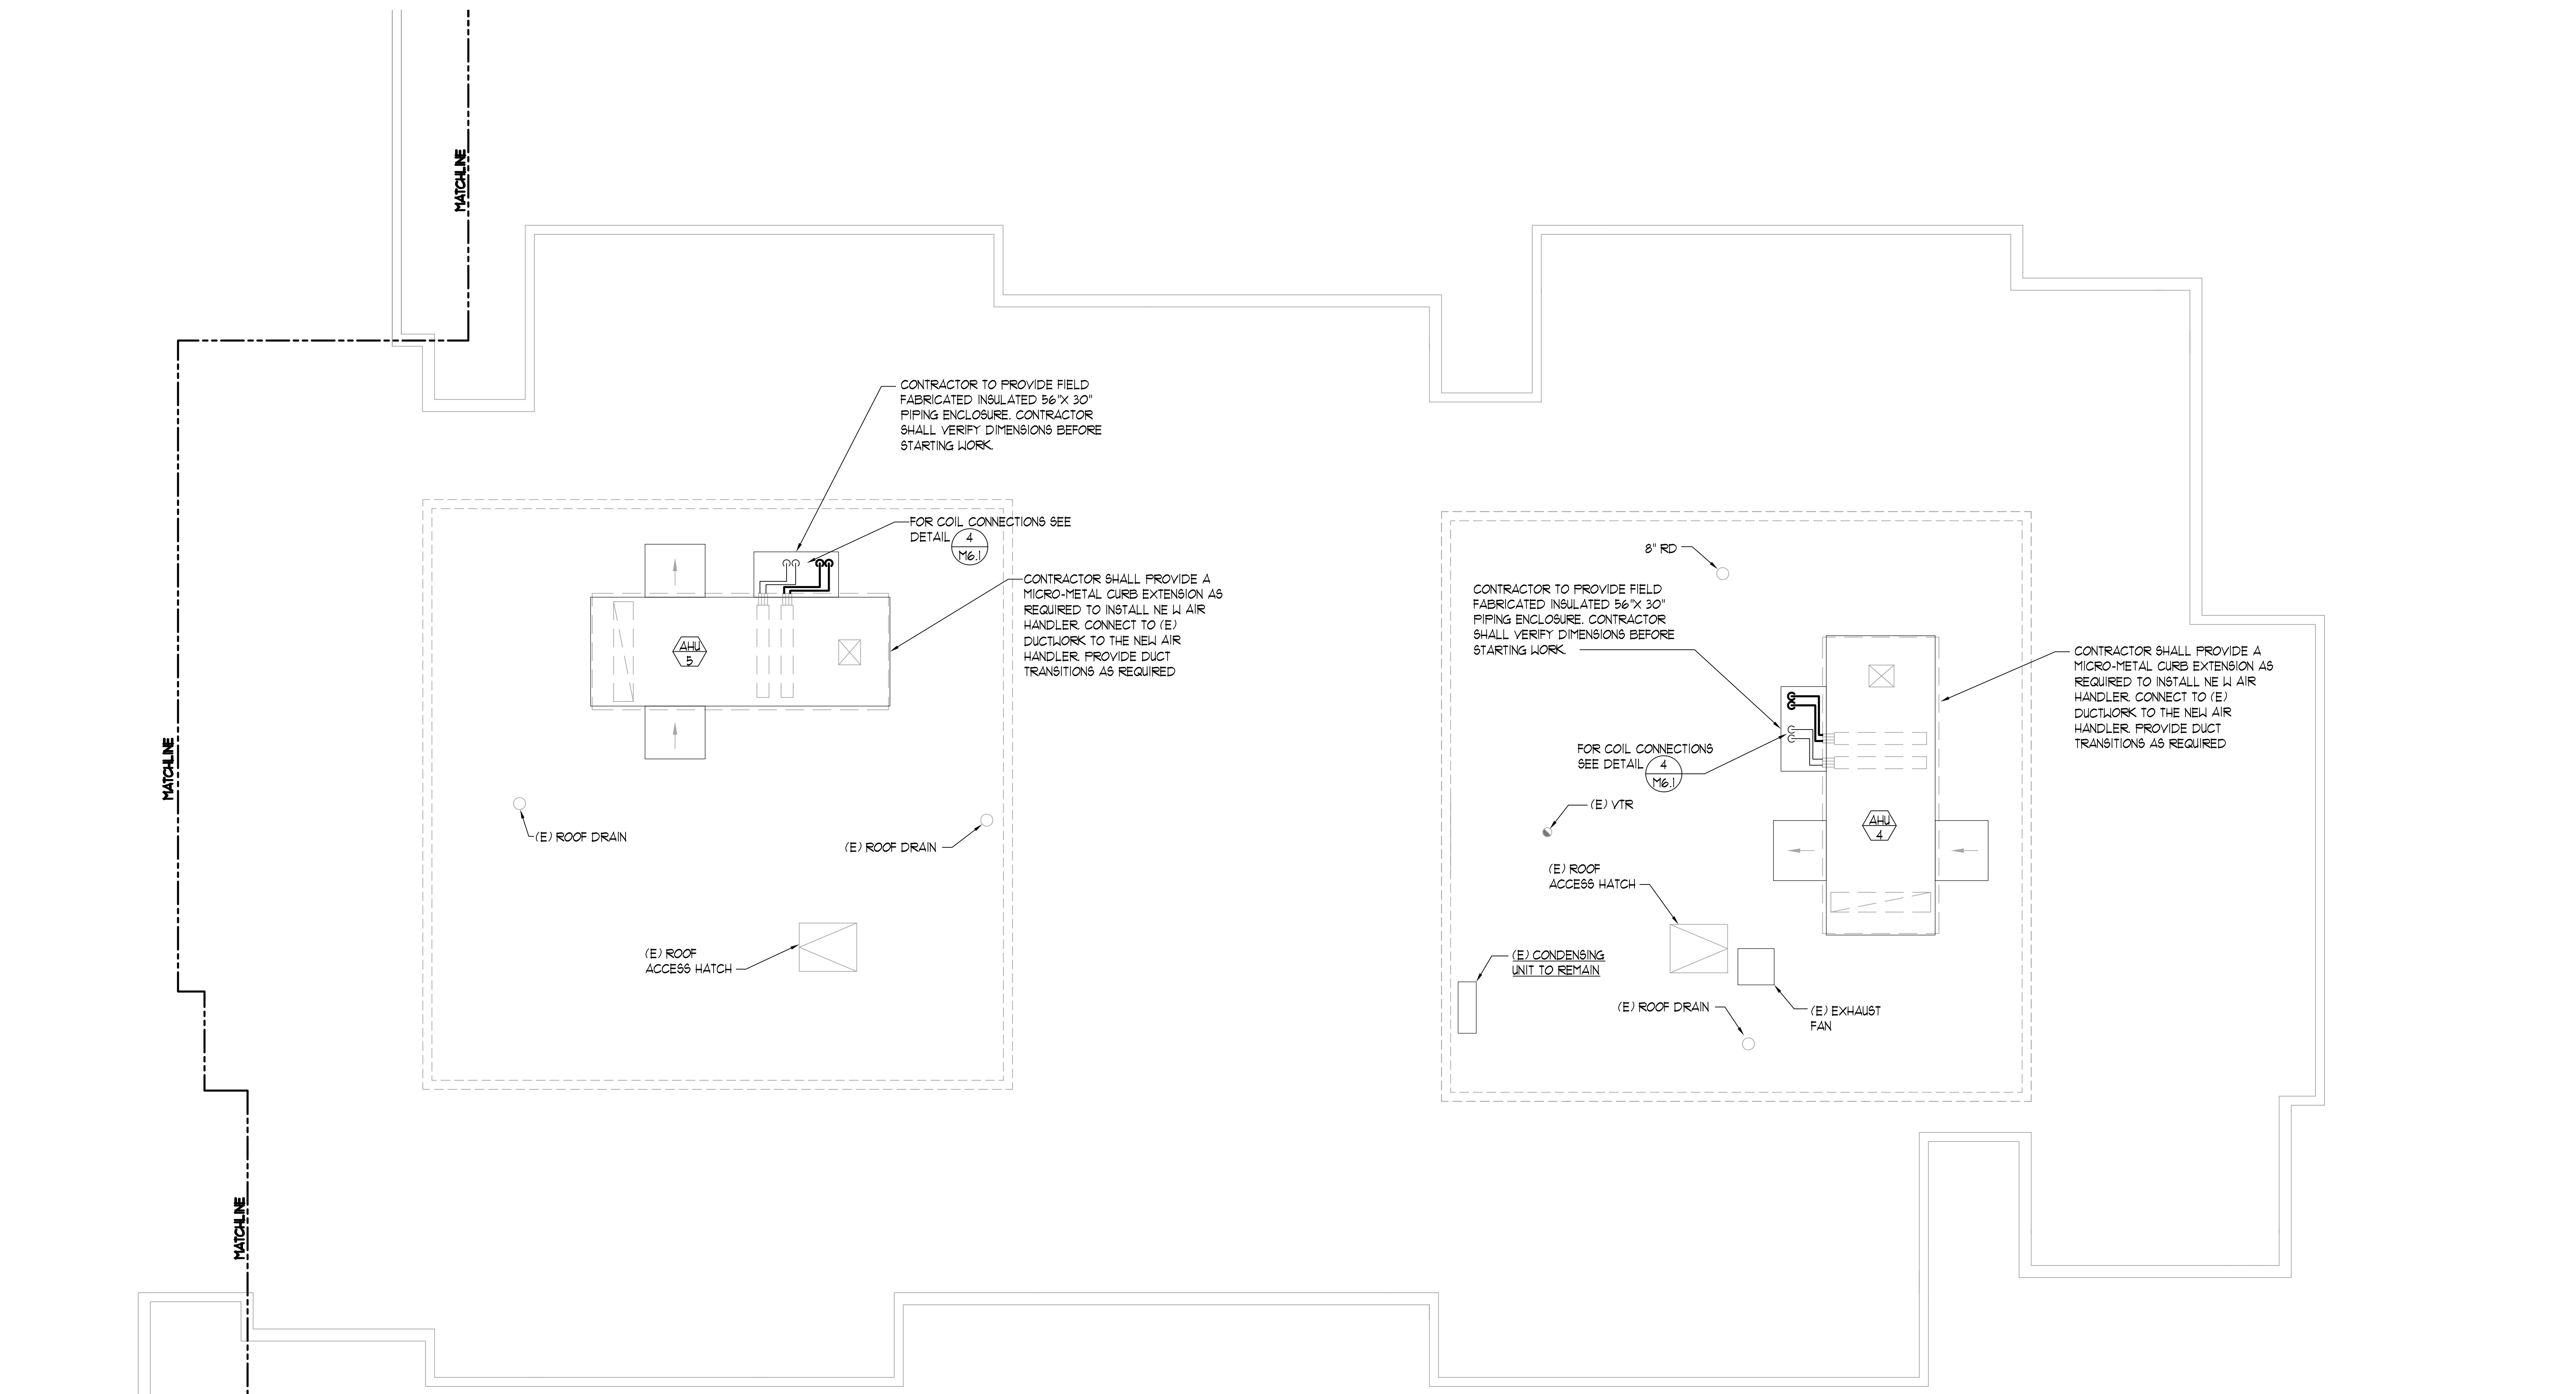 MATCHLINE
CONTRACTOR TO PROVIDE FIELD
FABRICATED INSULATED 56"X 30"
PIPING ENCLOSURE. CONTRACTOR
SHALL VERIFY DIMENSIONS BEFORE
STARTING WORK.
FOR COIL CONNECTIONS SEE
DETAIL
4
M6.1
CONTRACTOR SHALL PROVIDE A
MICRO-METAL CURB EXTENSION AS
REQUIRED TO INSTALL NE W AIR
HANDLER. CONNECT TO (E)
DUCTWORK TO THE NEW AIR
HANDLER. PROVIDE DUCT
TRANSITIONS AS REQUIRED
AHU
5
MATCHLINE
(E) ROOF DRAIN
(E) ROOF DRAIN
(E) ROOF
ACCESS HATCH
MATCHLINE
8" RD
CONTRACTOR TO PROVIDE FIELD
FABRICATED INSULATED 56"X 30"
PIPING ENCLOSURE. CONTRACTOR
SHALL VERIFY DIMENSIONS BEFORE
STARTING WORK.
CONTRACTOR SHALL PROVIDE A
MICRO-METAL CURB EXTENSION AS
REQUIRED TO INSTALL NE W AIR
HANDLER. CONNECT TO (E)
DUCTWORK TO THE NEW AIR
HANDLER. PROVIDE DUCT
TRANSITIONS AS REQUIRED
FOR COIL CONNECTIONS
SEE DETAIL
4
M6.1
(E) VTR
AHU
4
(E) ROOF
ACCESS HATCH
(E) CONDENSING
UNIT TO REMAIN
(E) ROOF DRAIN
(E) EXHAUST
FAN